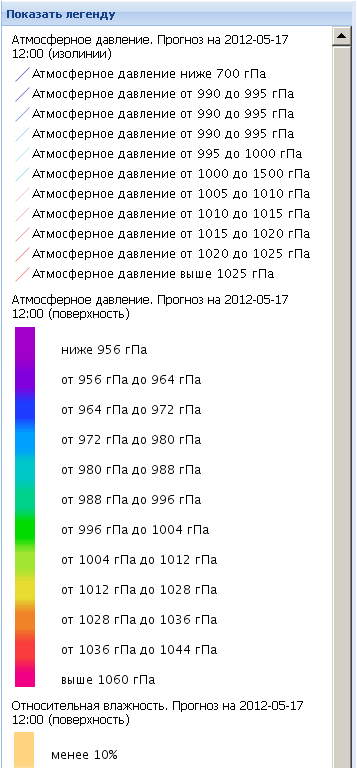 Показать легенду
Атмосферное давление. Прогноз на 2012-05-17
12:00 (изолинии)
Атмосферное давление ниже 700 гПа
Атмосферное давление от 990 до 995 гПа
Атмосферное давление от 990 до 995 гПа
Атмосферное давление от 990 до 995 гПа
Атмосферное давление от 995 до 1000 гПа
Атмосферное давление от 1000 до 1500 гПа
Атмосферное давление от 1005 до 1010 гПа
Атмосферное давление от 1010 до 1015 гПа
Атмосферное давление от 1015 до 1020 гПа
Атмосферное давление от 1020 до 1025 гПа
Атмосферное давление выше 1025 гПа
Атмосферное давление. Прогноз на 2012-05-17
12:00 (поверхность)
ниже 956 гПа
от 956 гПа до 964 гПа
от 964 гПа до 972 гПа
от 972 гПа до 980 гПа
от 980 гПа до 988 гПа
от 988 гПа до 996 гПа
от 996 гПа до 1004 гПа
от 1004 гПа до 1012 гПа
от 1012 гПа до 1028 гПа
от 1028 гПа до 1036 гПа
от 1036 гПа до 1044 гПа
выше 1060 гПа
Относительная влажность. Прогноз на 2012-05-17
12:00 (поверхность)
менее 10%